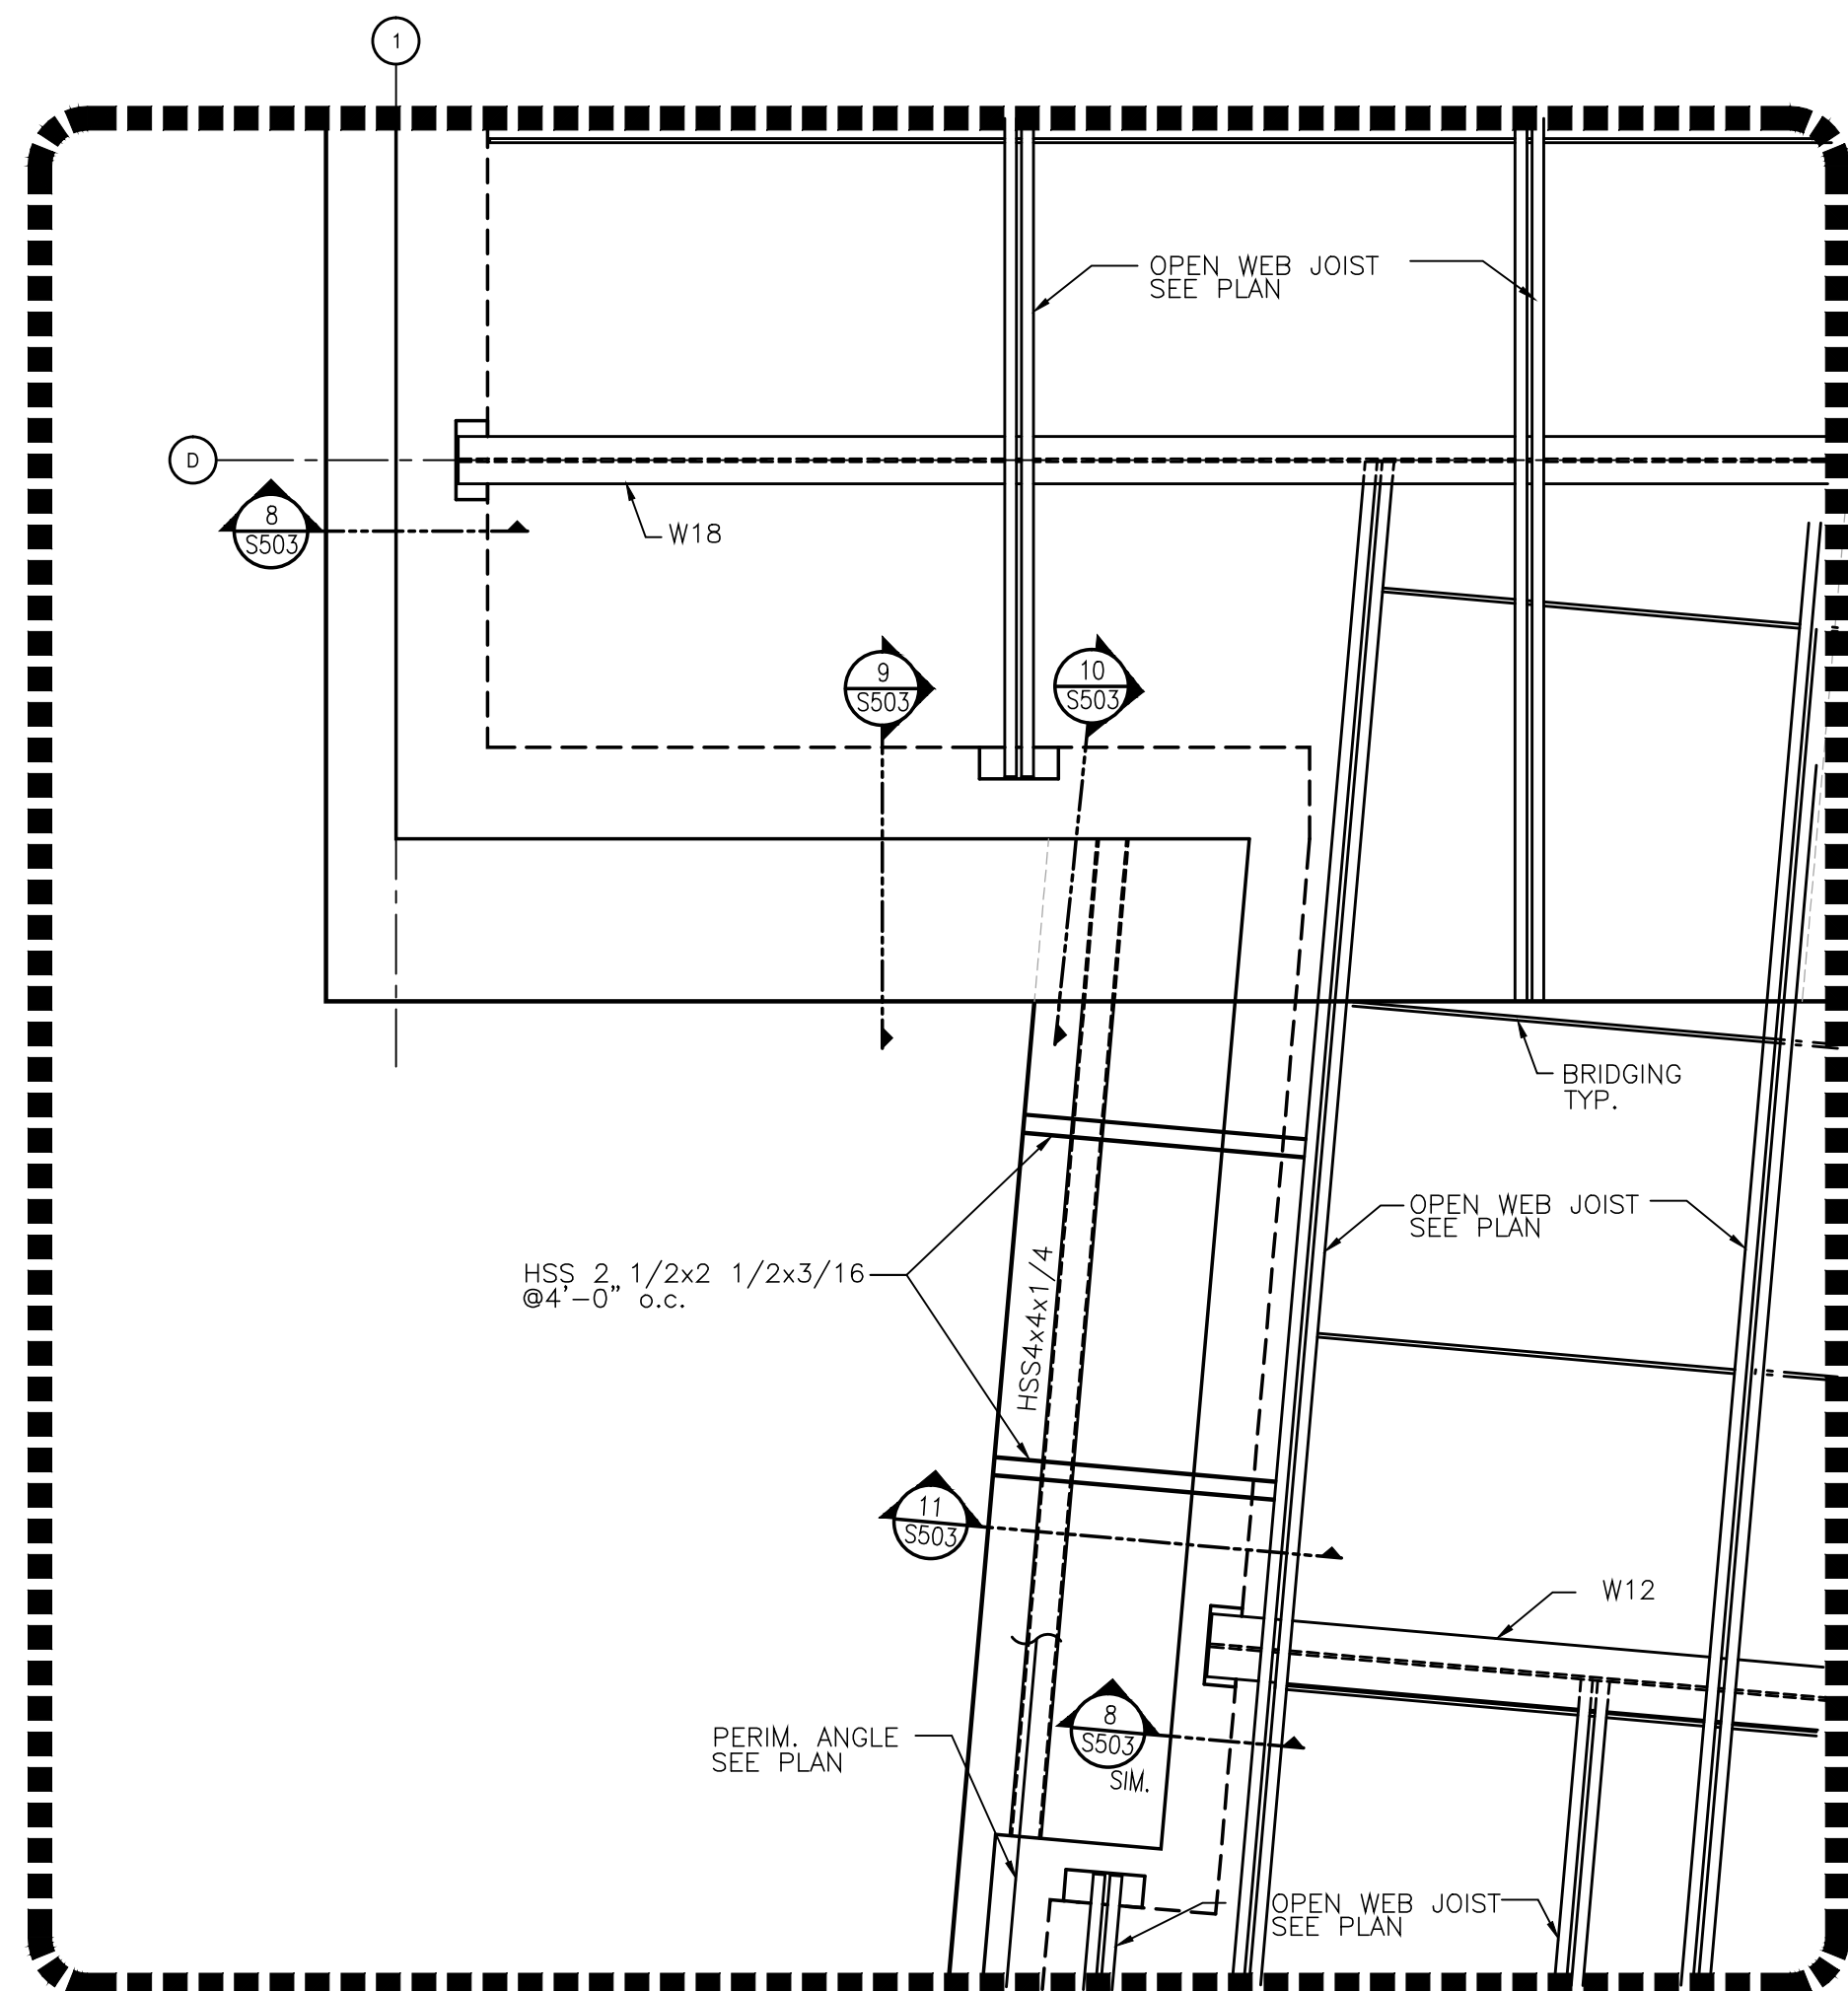 1
OPEN WEB JOIST
SEE PLAN
D
8
S503
W18
9
S503
10
S503
BRIDGING
TYP.
OPEN WEB JOIST
SEE PLAN
HSS 2 1/2x2 1/2x3/16
@4'-0" o.c.
HSS4x4x1/4
11
S503
W12
8
S503
SIM.
PERIM. ANGLE
SEE PLAN
OPEN WEB JOIST
SEE PLAN